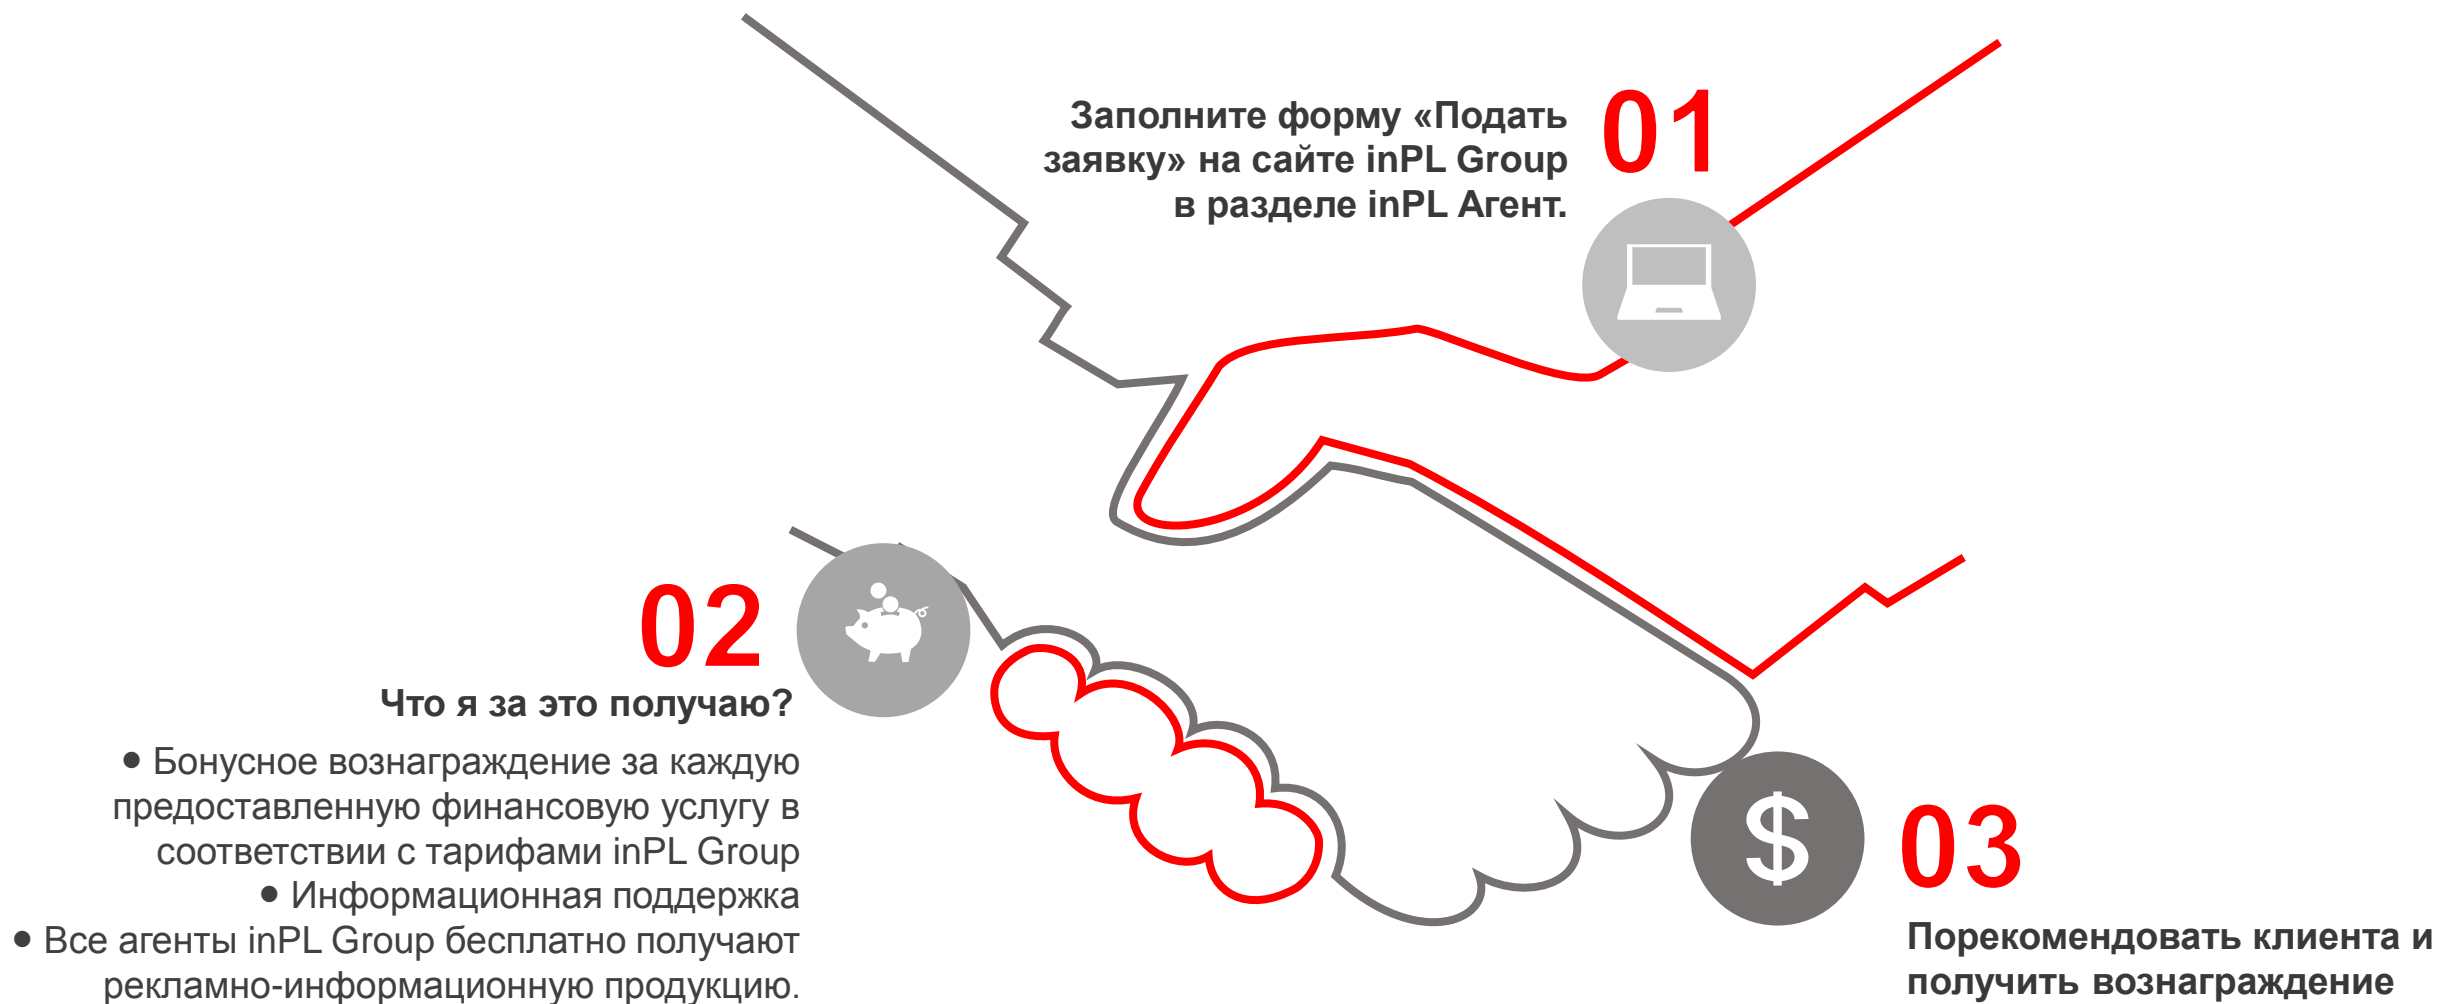 01
Заполните форму «Подать
заявку» на сайте inPL Group
в разделе inPL Агент.
02
Что я за это получаю?
● Бонусное вознаграждение за каждую
предоставленную финансовую услугу в
соответствии с тарифами inPL Group
● Информационная поддержка
● Все агенты inPL Group бесплатно получают
рекламно-информационную продукцию.
$
03
Порекомендовать клиента и
получить вознаграждение